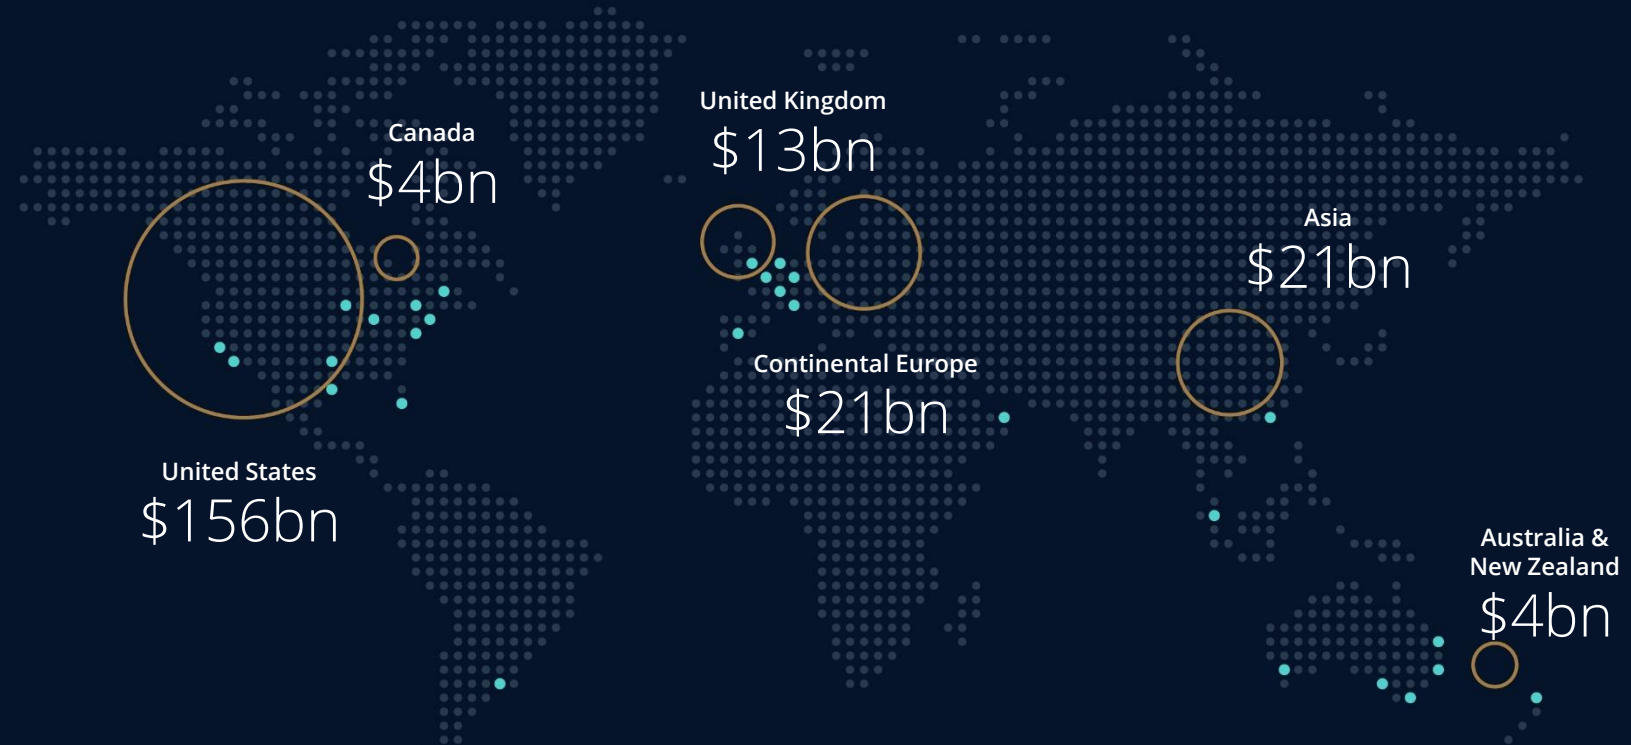 United Kingdom
$13bn
Canada
$4bn
Asia
$21bn
Continental Europe
$21bn
United States
$156bn
Australia &
New Zealand
$4bn